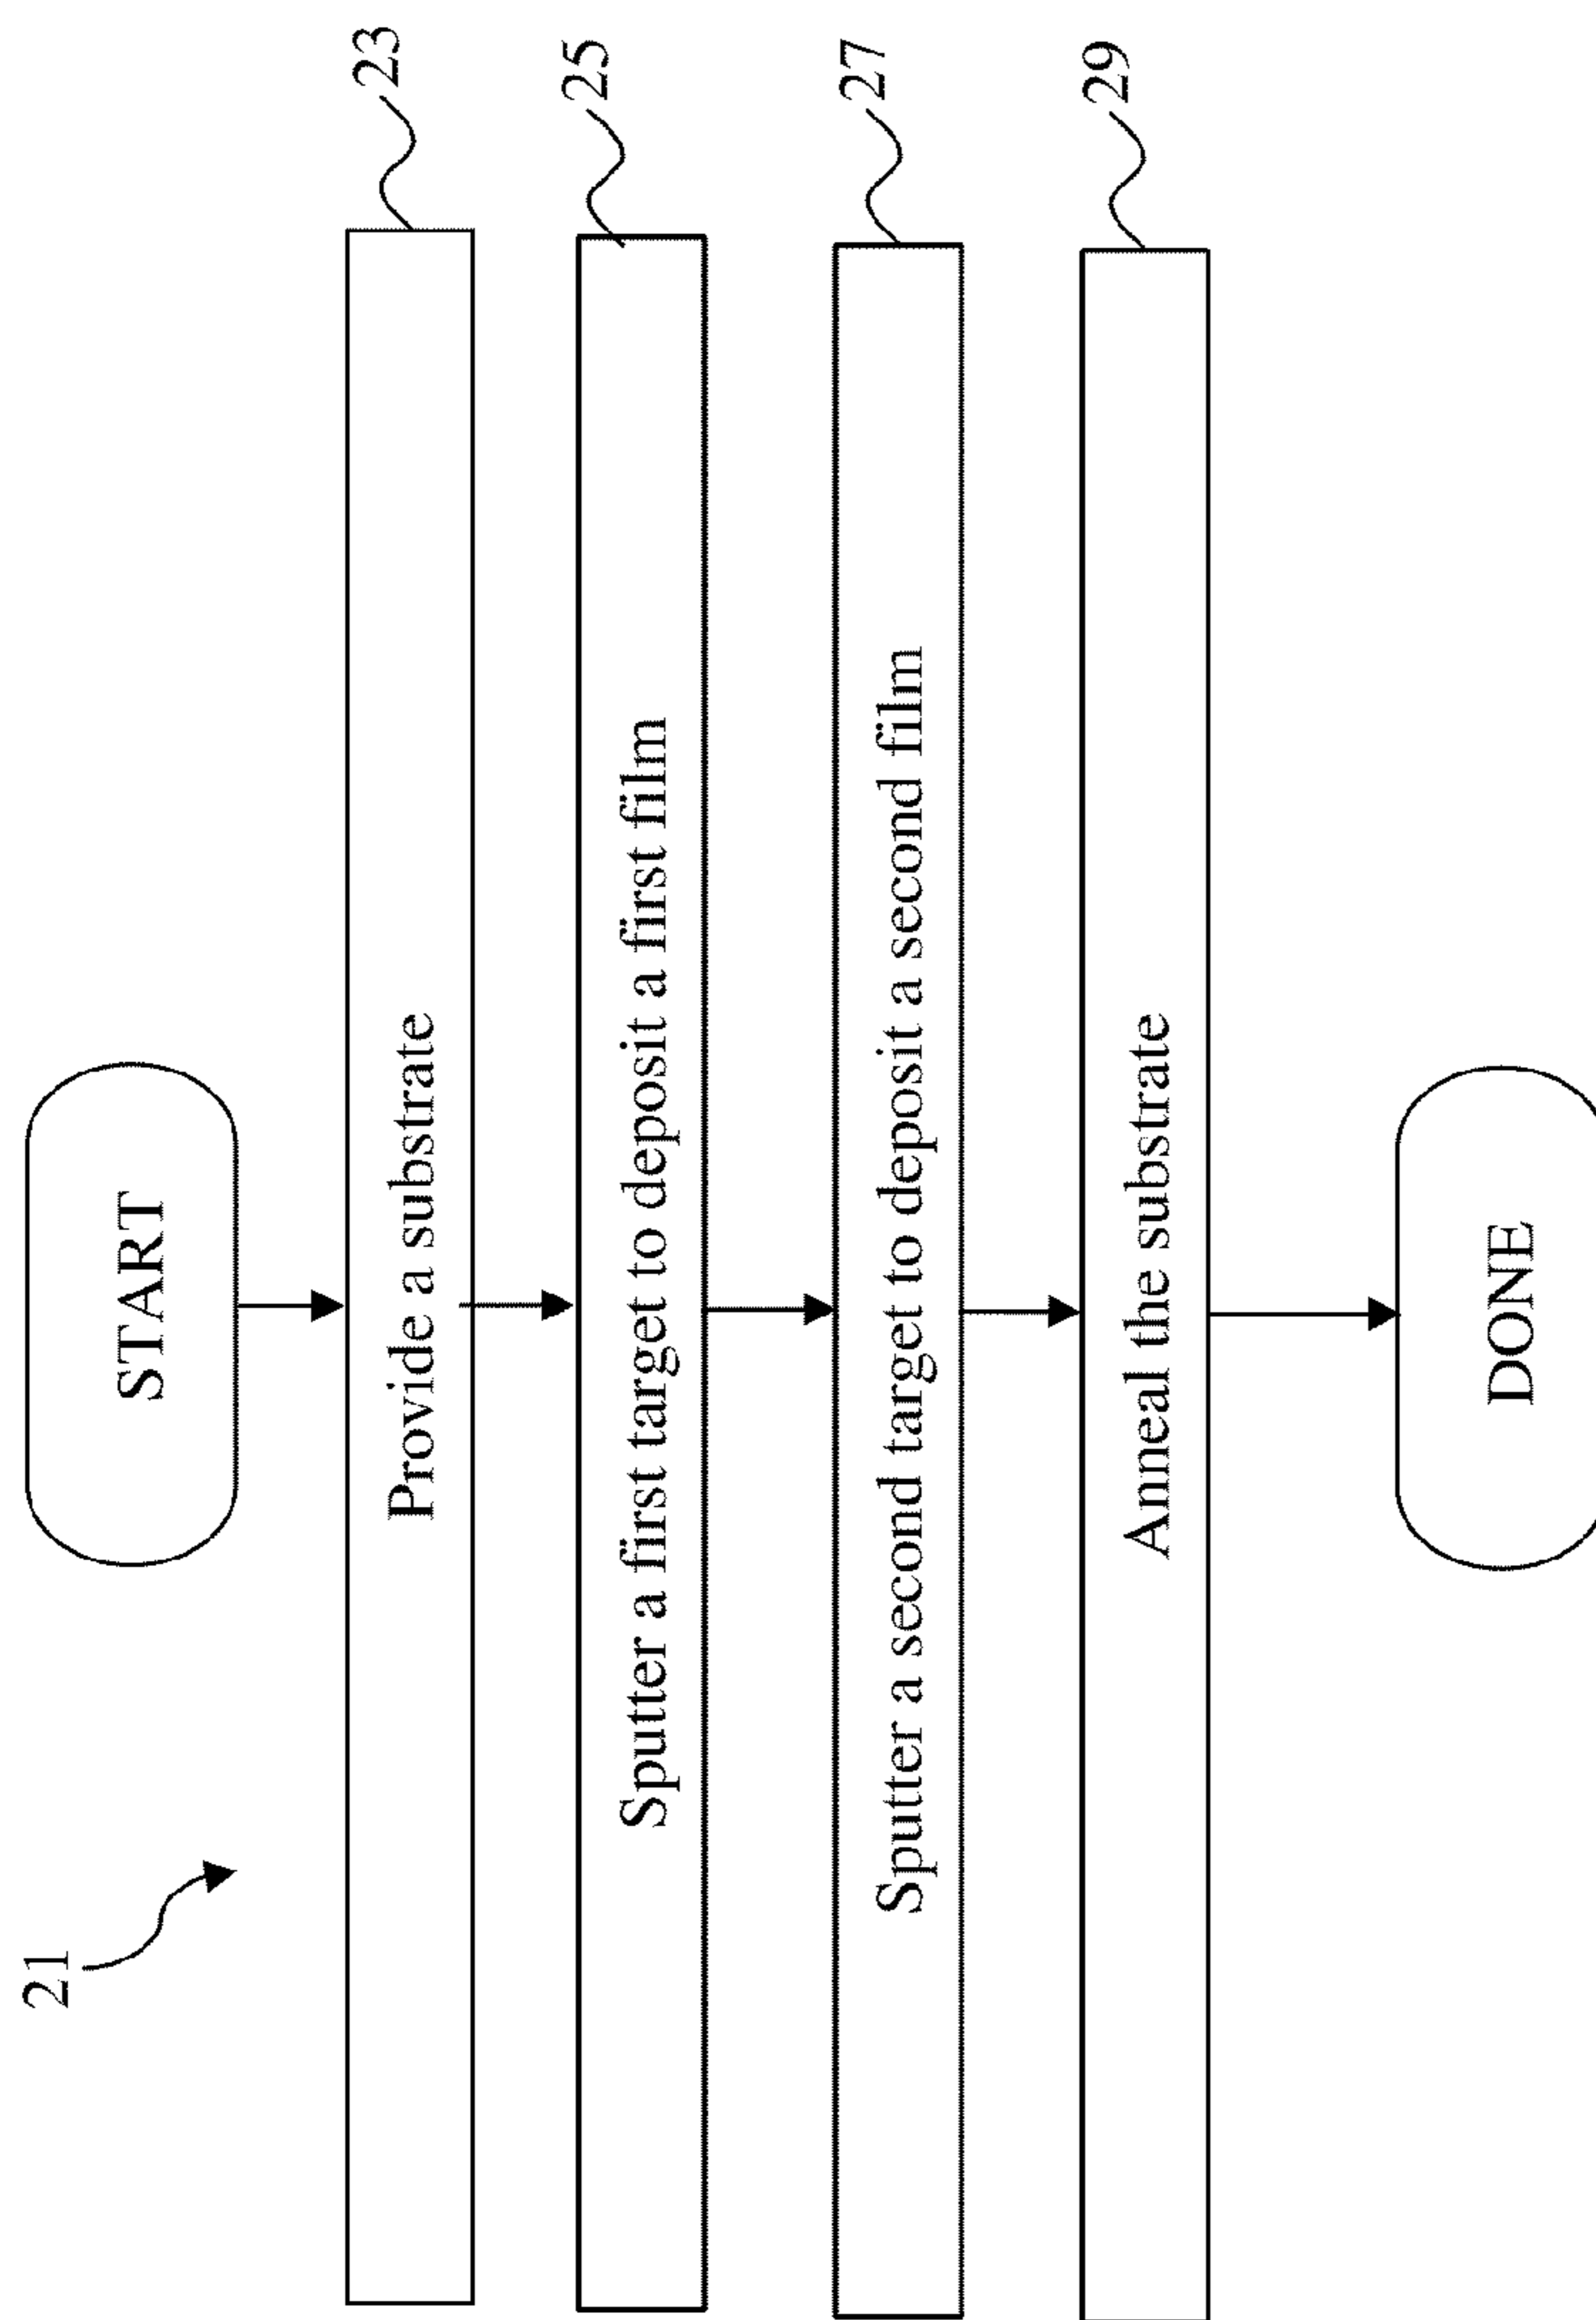 21
START
Provide a substrate
23
Sputter a first target to deposit a first film
25
Sputter a second target to deposit a second film
27
Anneal the substrate
29
DONE